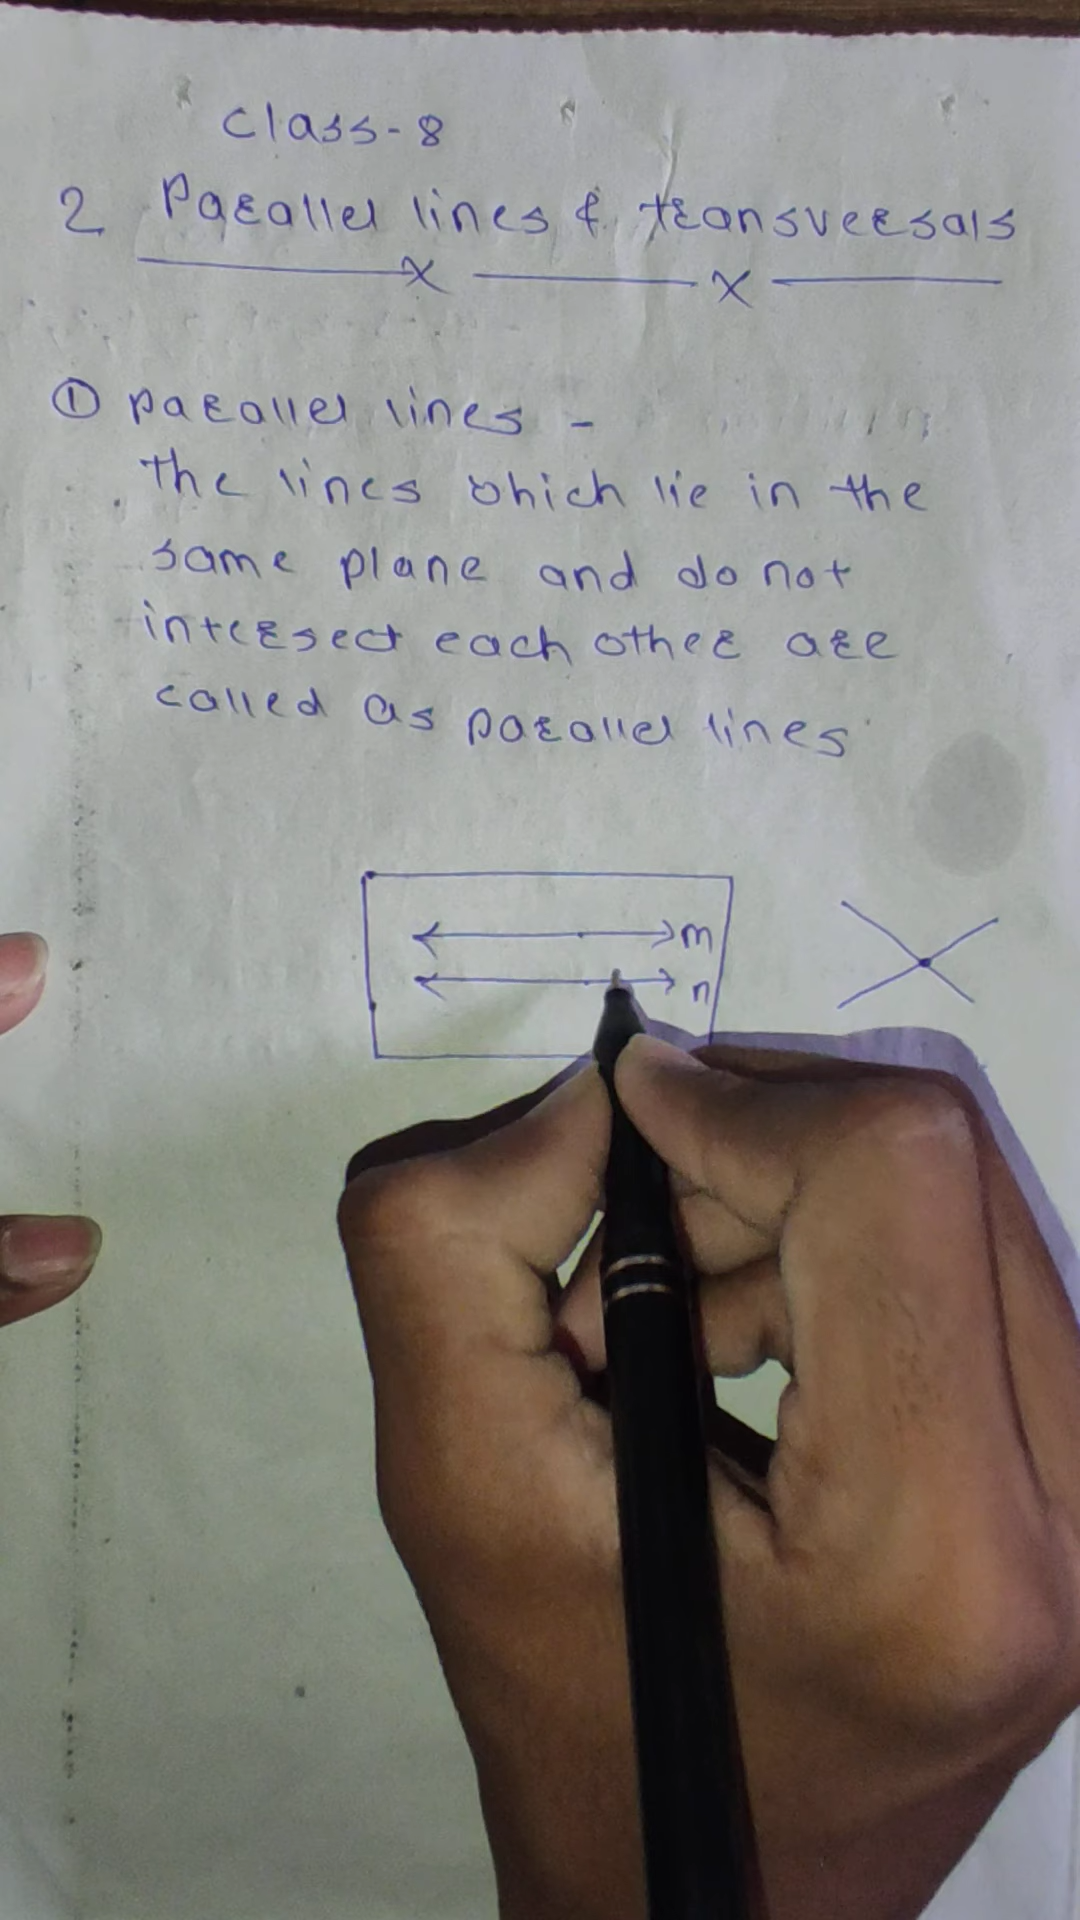 Class-8
2 Parallel lines & transversals
① parallel lines -
the lines which lie in the
same plane and do not
intersect each other are
called as parallel lines
m
n